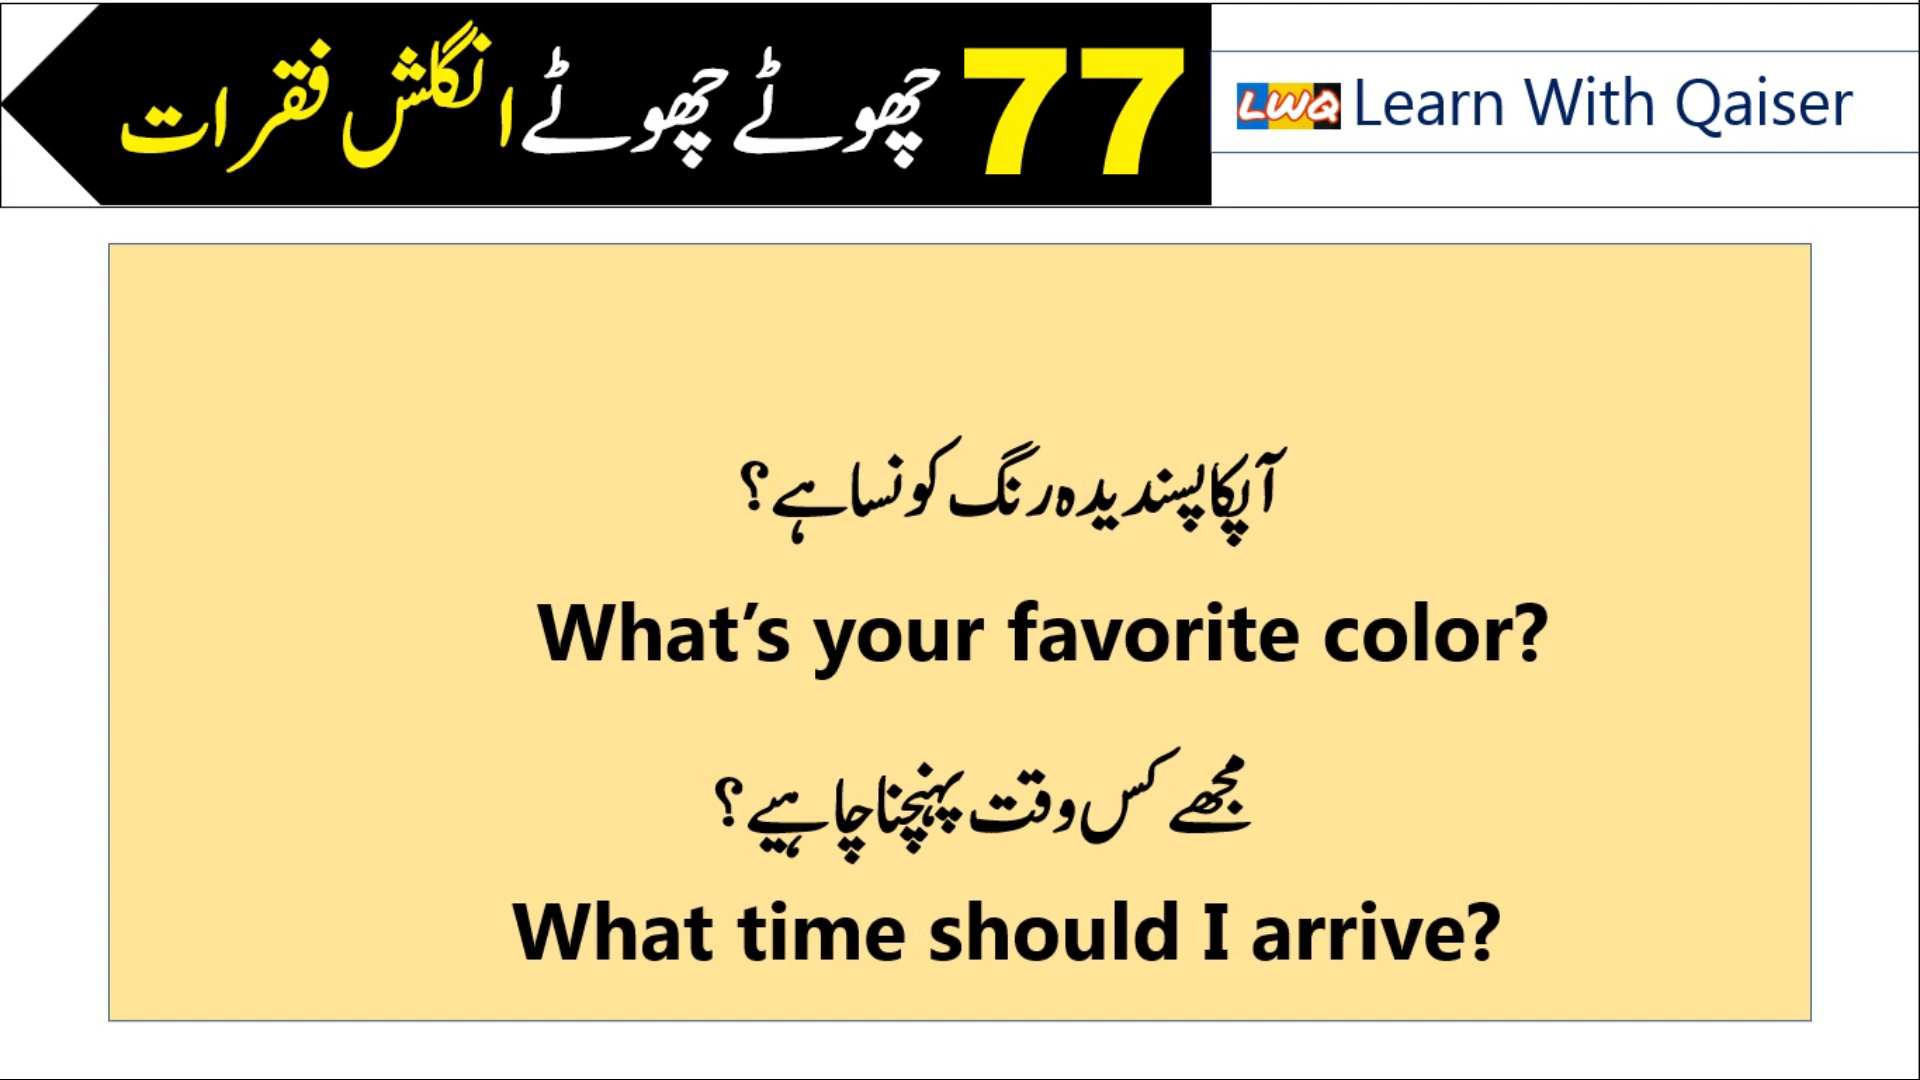 77 چھوٹے چھوٹے انگلش فقرات
LWQ Learn With Qaiser
آپکا پسندیدہ رنگ کونسا ہے؟
What’s your favorite color?
مجھے کس وقت پہنچنا چاہیے؟
What time should I arrive?